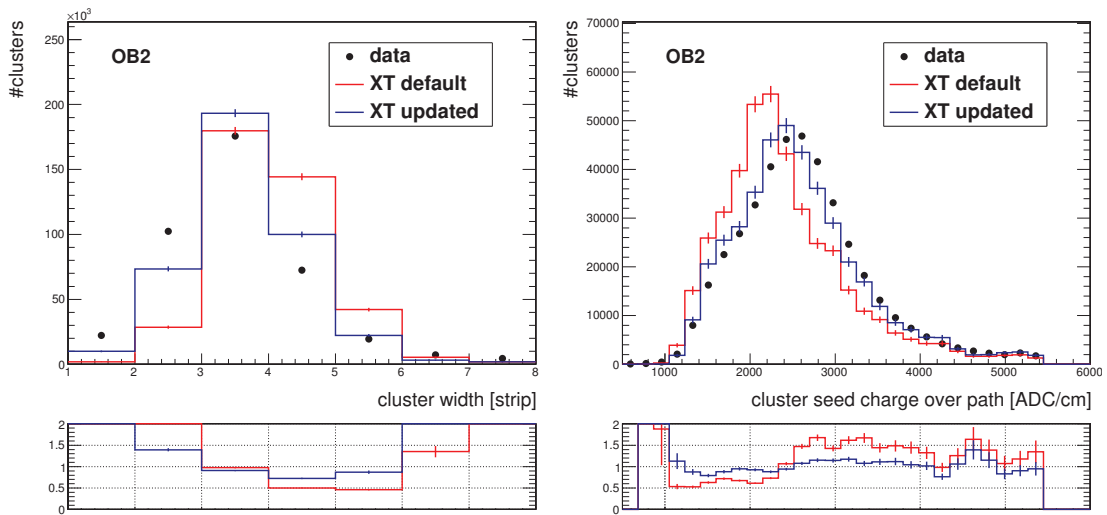 ×10³
#clusters
OB2
data
XT default
XT updated
250
200
150
100
50
0
1 2 3 4 5 6 7 8
cluster width [strip]
2
1.5
1
0.5
0
#clusters
OB2
data
XT default
XT updated
70000
60000
50000
40000
30000
20000
10000
0
1000 2000 3000 4000 5000 6000
cluster seed charge over path [ADC/cm]
2
1.5
1
0.5
0